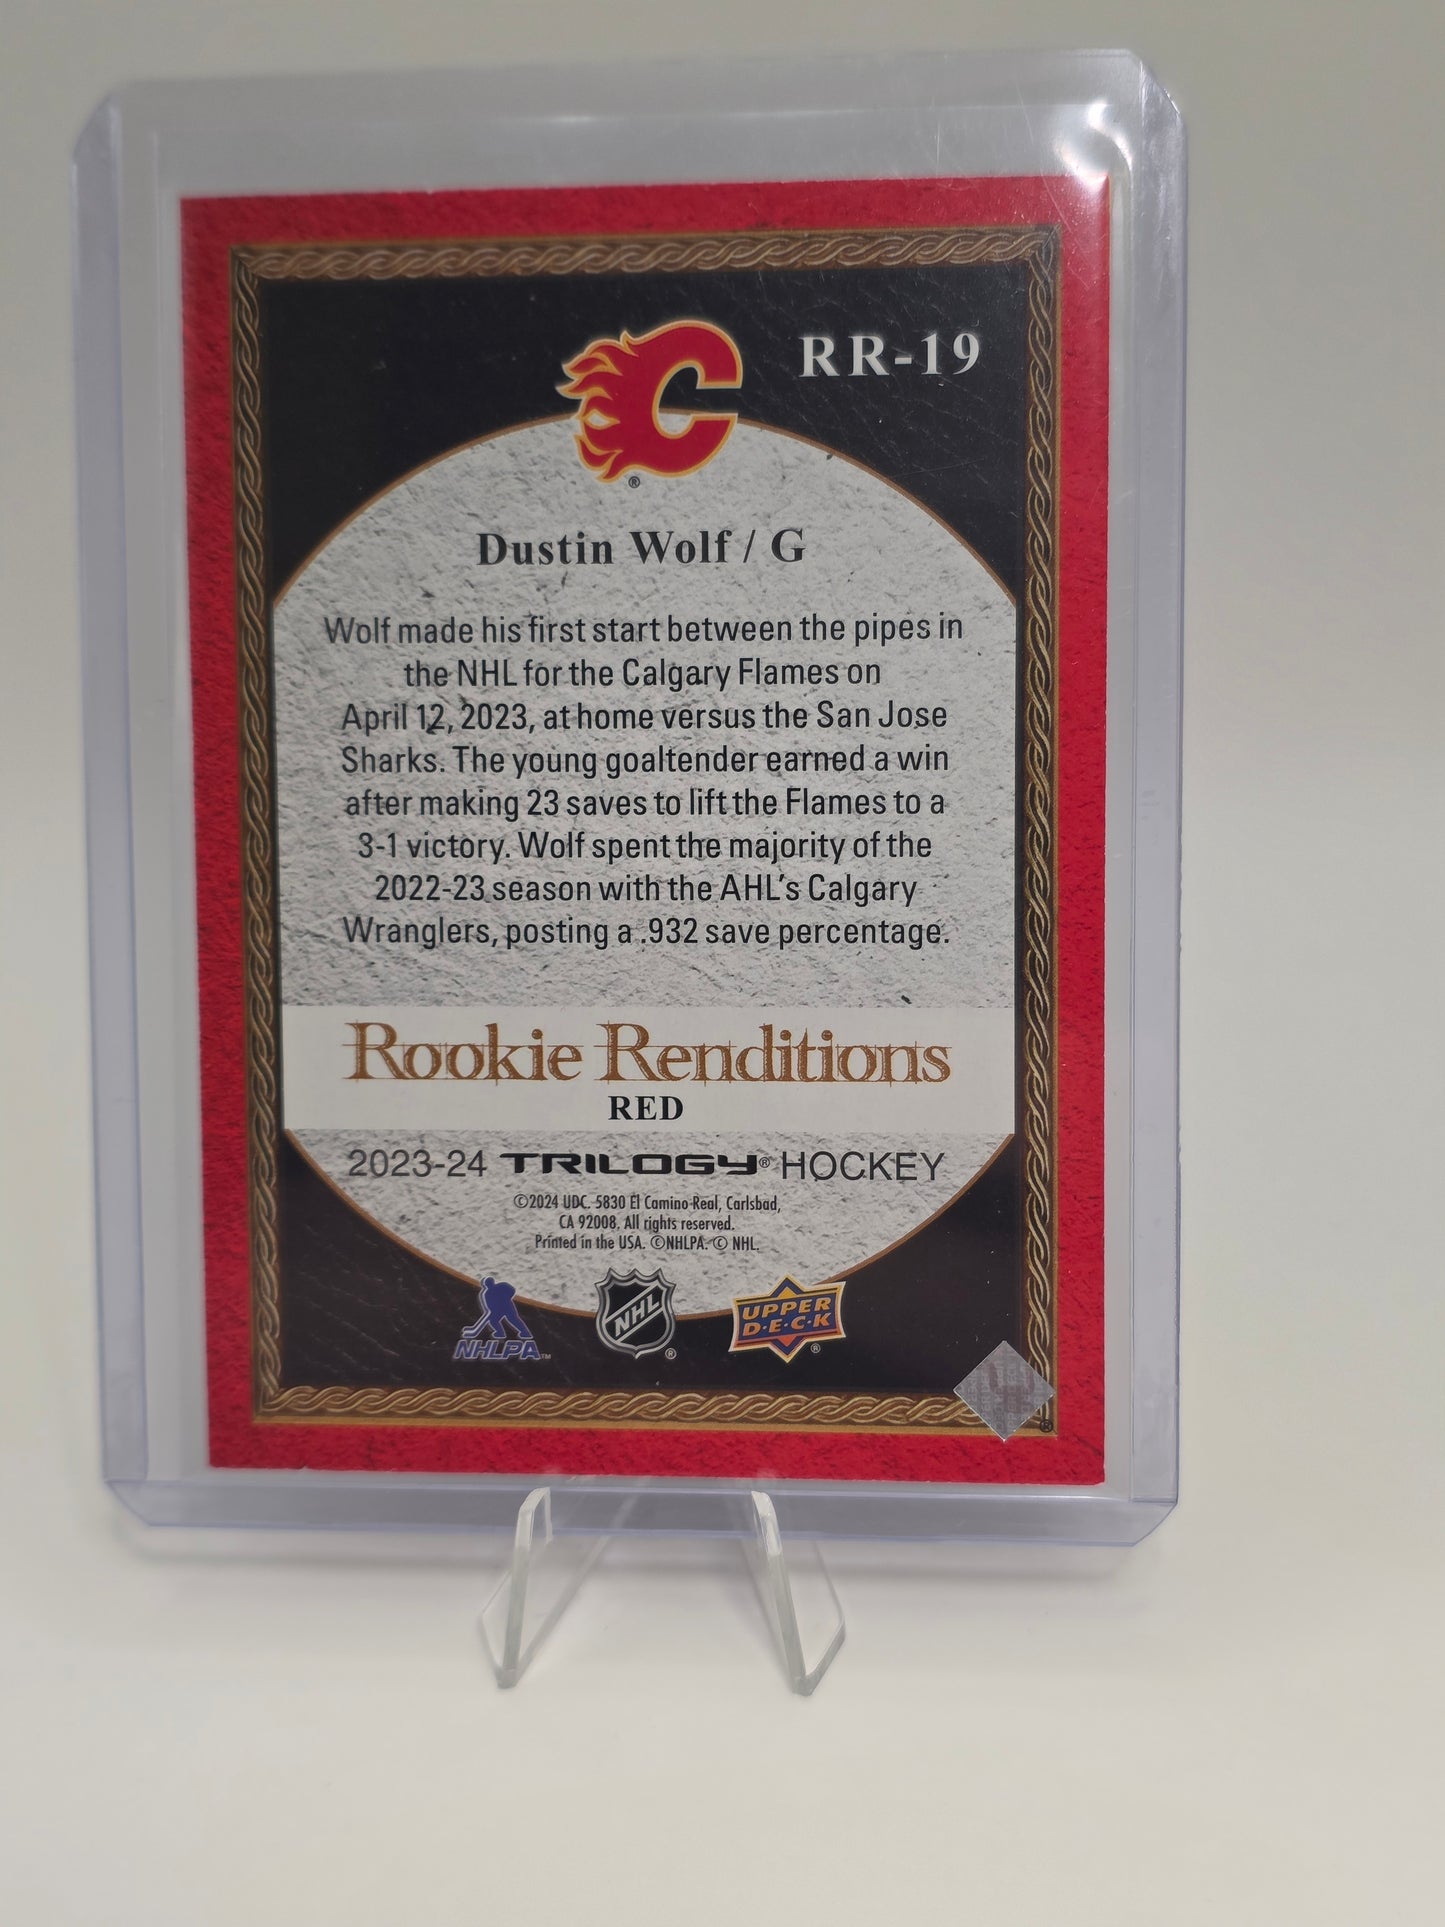 RR-19
®
Dustin Wolf / G
Wolf made his first start between the pipes in
the NHL for the Calgary Flames on
April 12, 2023, at home versus the San Jose
Sharks. The young goaltender earned a win
after making 23 saves to lift the Flames to a
3-1 victory. Wolf spent the majority of the
2022-23 season with the AHL's Calgary
Wranglers, posting a .932 save percentage.
Rookie Renditions
RED
2023-24 TRILOGY® HOCKEY
©2024 UDC. 5830 El Camino Real, Carlsbad,
CA 92008. All rights reserved.
Printed in the USA. ©NHLPA. © NHL.
NHLPA™ NHL® UPPER D·E·C·K®
®